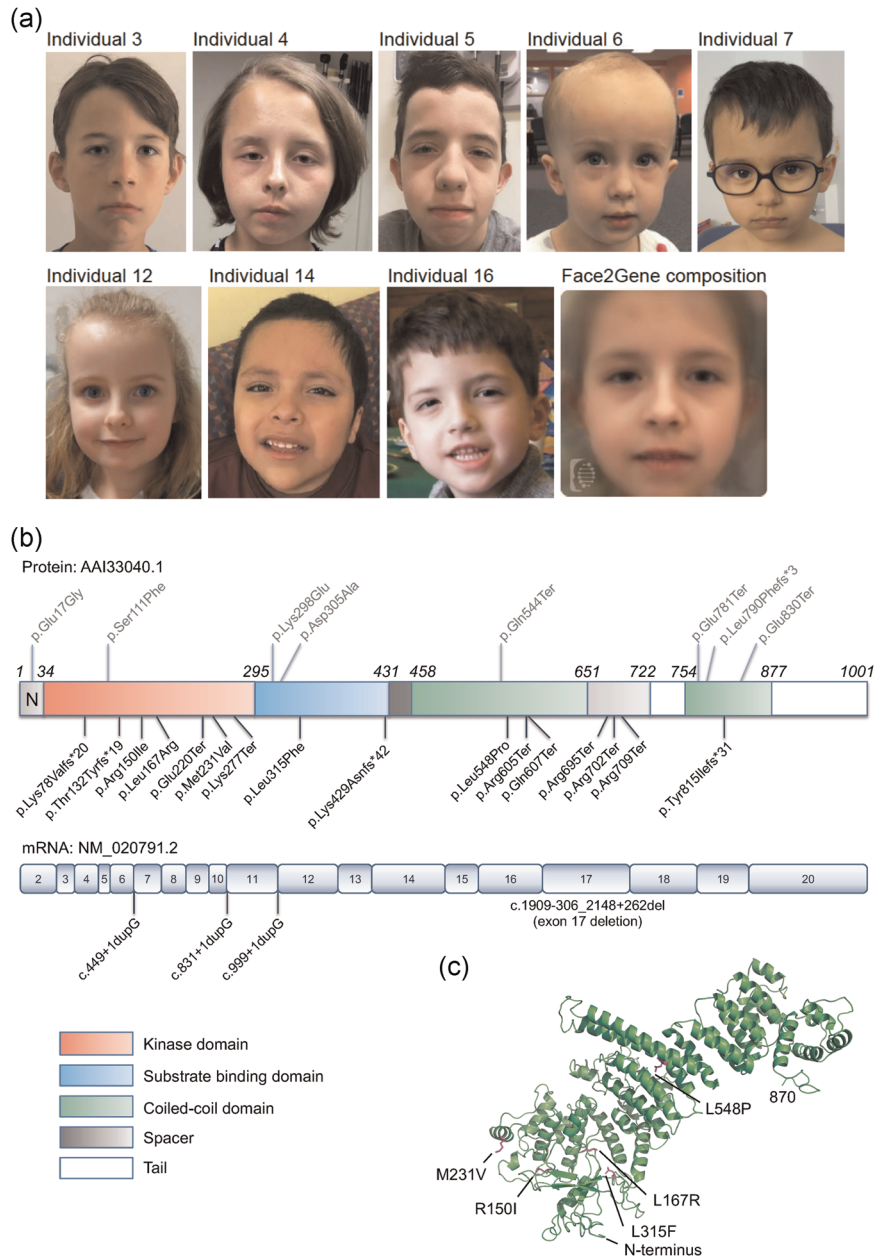 (a)
Individual 3
Individual 4
Individual 5
Individual 6
Individual 7
Individual 12
Individual 14
Individual 16
Face2Gene composition
(b)
Protein: AAI33040.1
p.Glu17Gly
p.Ser111Phe
p.Lys298Glu
p.Asp305Ala
p.Gln544Ter
p.Glu781Ter
p.Leu790Phefs*3
p.Glu830Ter
1 34 295 431 458 651 722 754 877 1001
N
p.Lys78Valfs*20
p.Thr132Tyrfs*19
p.Arg150Ile
p.Leu167Arg
p.Glu220Ter
p.Met231Val
p.Lys277Ter
p.Leu315Phe
p.Lys429Asnfs*42
p.Leu548Pro
p.Arg605Ter
p.Gln607Ter
p.Arg695Ter
p.Arg702Ter
p.Arg709Ter
p.Tyr815Ilefs*31
mRNA: NM_020791.2
2 3 4 5 6 7 8 9 10 11 12 13 14 15 16 17 18 19 20
c.449+1dupG
c.831+1dupG
c.999+1dupG
c.1909-306_2148+262del
(exon 17 deletion)
Kinase domain
Substrate binding domain
Coiled-coil domain
Spacer
Tail
(c)
L548P
870
M231V
R150I
L167R
L315F
N-terminus